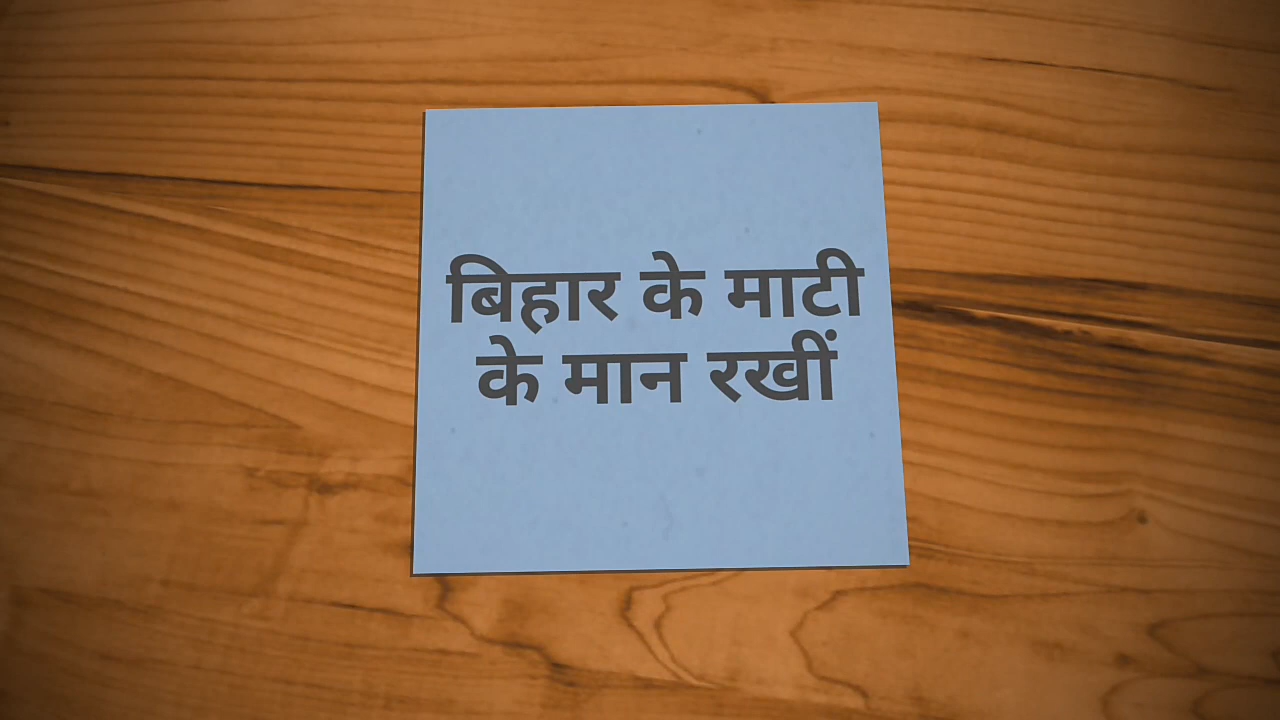 बिहार के माटी
के मान रखीं